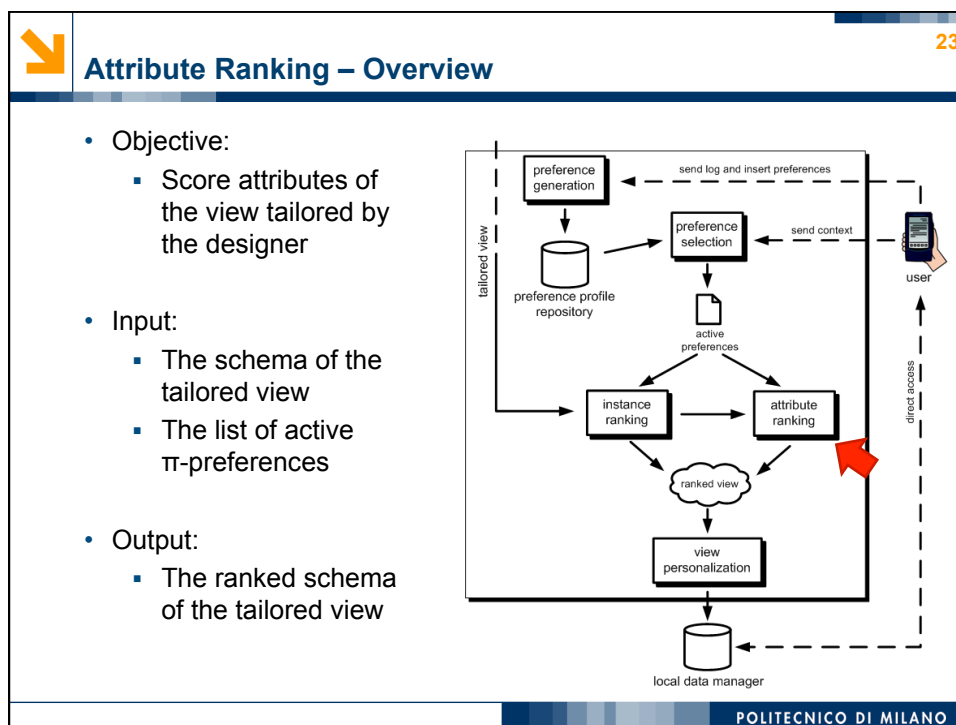 23
Attribute Ranking – Overview
• Objective:
▪ Score attributes of
the view tailored by
the designer
• Input:
▪ The schema of the
tailored view
▪ The list of active
π-preferences
• Output:
▪ The ranked schema
of the tailored view
preference
generation
send log and insert preferences
tailored view
preference
selection
send context
user
preference profile
repository
active
preferences
direct access
instance
ranking
attribute
ranking
ranked view
view
personalization
local data manager
POLITECNICO DI MILANO